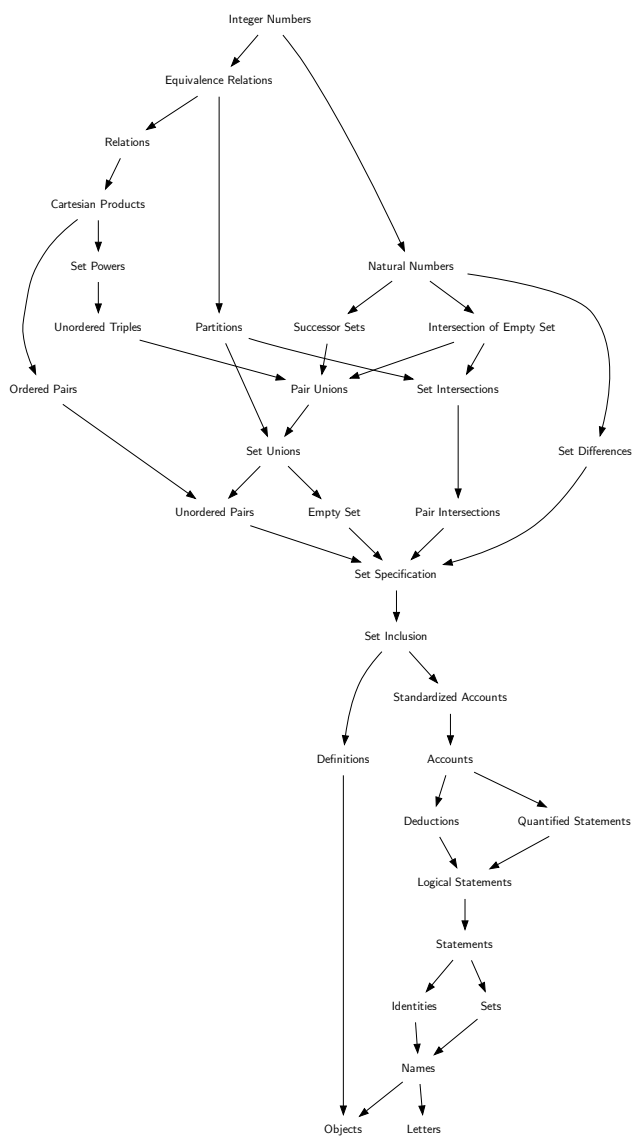 Integer Numbers
Equivalence Relations
Relations
Cartesian Products
Set Powers
Natural Numbers
Unordered Triples
Partitions
Successor Sets
Intersection of Empty Set
Ordered Pairs
Pair Unions
Set Intersections
Set Unions
Set Differences
Unordered Pairs
Empty Set
Pair Intersections
Set Specification
Set Inclusion
Standardized Accounts
Definitions
Accounts
Deductions
Quantified Statements
Logical Statements
Statements
Identities
Sets
Names
Objects
Letters